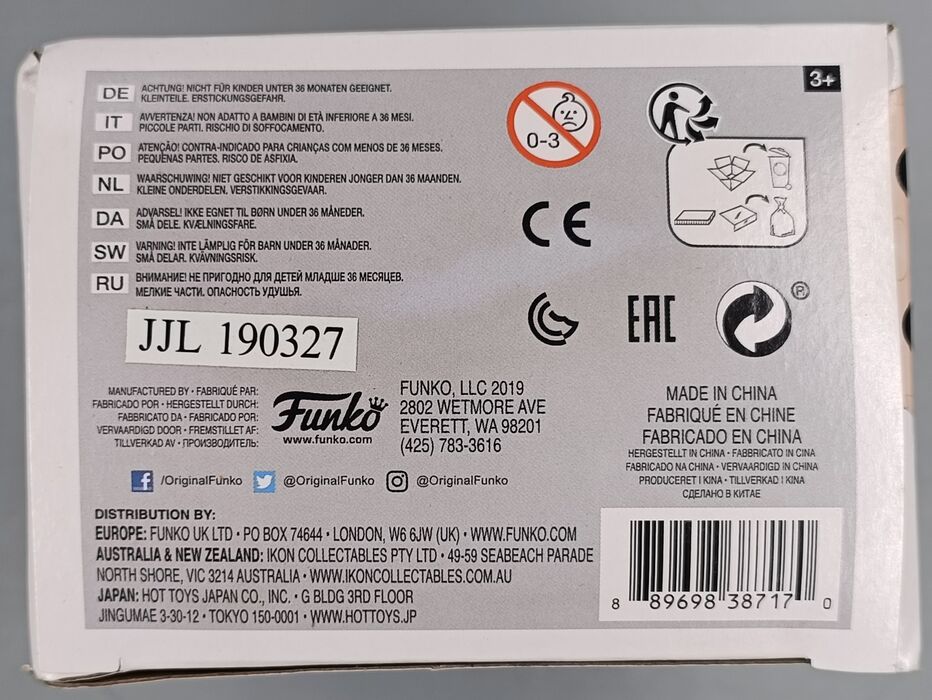 3+
DE ACHTUNG! NICHT FÜR KINDER UNTER 36 MONATEN GEEIGNET.
KLEINTEILE. ERSTICKUNGSGEFAHR.
IT AVVERTENZA! NON ADATTO A BAMBINI DI ETÀ INFERIORE A 36 MESI.
PICCOLE PARTI. RISCHIO DI SOFFOCAMENTO.
PO ATENÇÃO! CONTRA-INDICADO PARA CRIANÇAS COM MENOS DE 36 MESES.
PEQUENAS PARTES. RISCO DE ASFIXIA.
NL WAARSCHUWING! NIET GESCHIKT VOOR KINDEREN JONGER DAN 36 MAANDEN.
KLEINE ONDERDELEN. VERSTIKKINGSGEVAAR.
DA ADVARSEL! IKKE EGNET TIL BØRN UNDER 36 MÅNEDER.
SMÅ DELE. KVÆLNINGSFARE.
SW VARNING! INTE LÄMPLIG FÖR BARN UNDER 36 MÅNADER.
SMÅ DELAR. KVÄVNINGSRISK.
RU ВНИМАНИЕ! НЕ ПРИГОДНО ДЛЯ ДЕТЕЙ МЛАДШЕ 36 МЕСЯЦЕВ.
МЕЛКИЕ ЧАСТИ. ОПАСНОСТЬ УДУШЬЯ.
0-3
CE
EAC
JJL 190327
MANUFACTURED BY • FABRIQUÉ PAR:
FABRICADO POR • HERGESTELLT DURCH:
FABBRICATO DA • FABRICADO POR:
VERVAARDIGD DOOR • FREMSTILLET AF:
TILLVERKAD AV • ПРОИЗВОДИТЕЛЬ:
Funko
www.funko.com
FUNKO, LLC 2019
2802 WETMORE AVE
EVERETT, WA 98201
(425) 783-3616
MADE IN CHINA
FABRIQUÉ EN CHINE
FABRICADO EN CHINA
HERGESTELLT IN CHINA • FABBRICATO IN CINA
FABRICADO NA CHINA • VERVAARDIGD IN CHINA
PRODUCERET I KINA • TILLVERKAD I KINA
СДЕЛАНО В КИТАЕ
/OriginalFunko @OriginalFunko @OriginalFunko
DISTRIBUTION BY:
EUROPE: FUNKO UK LTD • PO BOX 74644 • LONDON, W6 6JW (UK) • WWW.FUNKO.COM
AUSTRALIA & NEW ZEALAND: IKON COLLECTABLES PTY LTD • 49-59 SEABEACH PARADE
NORTH SHORE, VIC 3214 AUSTRALIA • WWW.IKONCOLLECTABLES.COM.AU
JAPAN: HOT TOYS JAPAN CO., INC. • G BLDG 3RD FLOOR
JINGUMAE 3-30-12 • TOKYO 150-0001 • WWW.HOTTOYS.JP
8 89698 38717 0